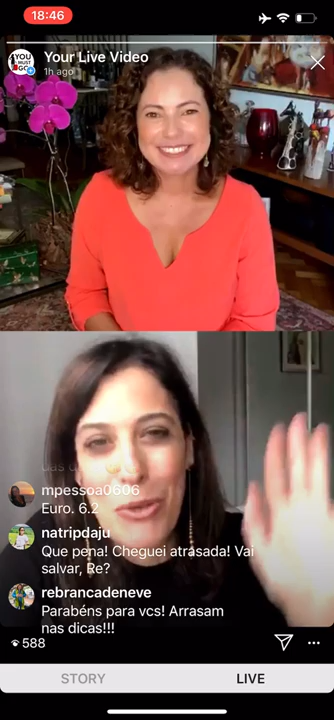 18:46
YOU
MUST
GO
Your Live Video
1h ago
mpessoa0606
Euro. 6.2
natripdaju
Que pena! Cheguei atrasada! Vai
salvar, Re?
rebrancadeneve
Parabéns para vcs! Arrasam
nas dicas!!!
588
STORY
LIVE